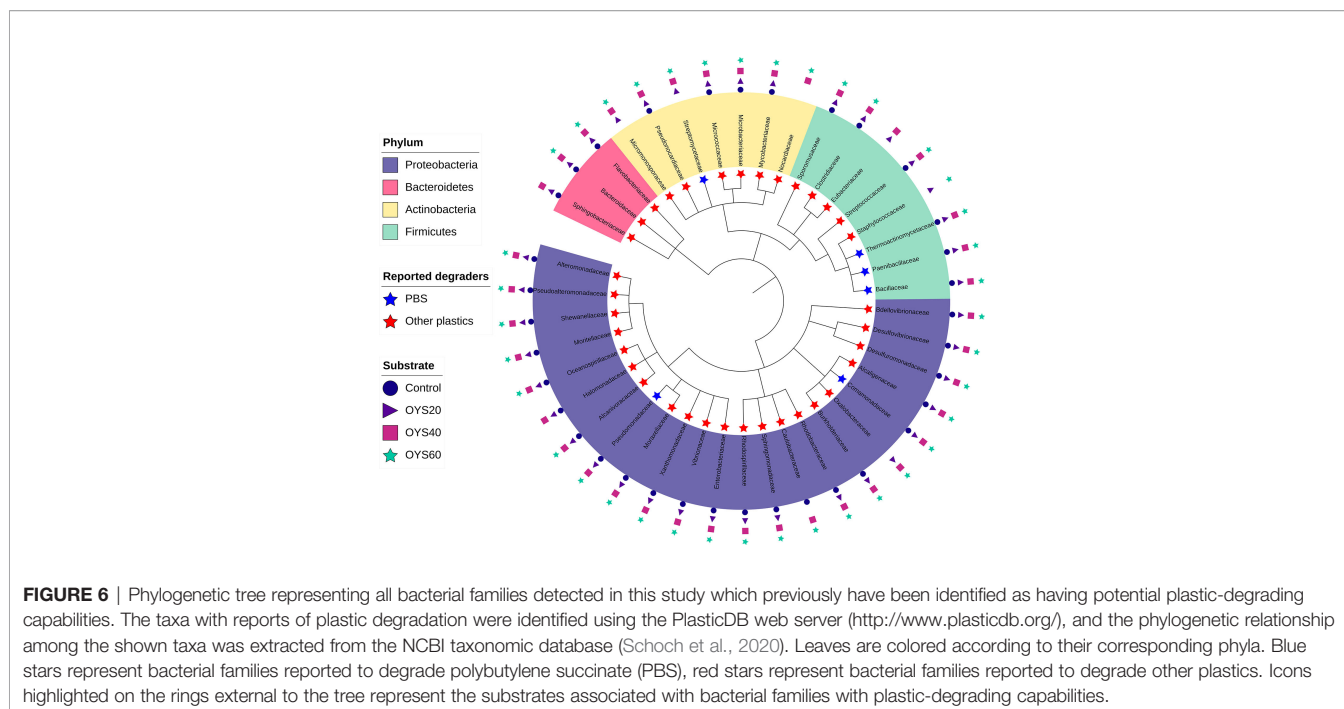 Phylum
Proteobacteria
Bacteroidetes
Actinobacteria
Firmicutes
Reported degraders
PBS
Other plastics
Substrate
Control
OYS20
OYS40
OYS60
Sphingobacteriaceae
Bacteroidaceae
Flavobacteriaceae
Micromonosporaceae
Pseudonocardiaceae
Streptomycetaceae
Micrococcaceae
Microbacteriaceae
Mycobacteriaceae
Nocardiaceae
Sporomusaceae
Clostridiaceae
Eubacteriaceae
Streptococcaceae
Staphylococcaceae
Thermoactinomycetaceae
Paenibacillaceae
Bacillaceae
Bdellovibrionaceae
Desulfovibrionaceae
Desulfuromonadaceae
Alcaligenaceae
Comamonadaceae
Oxalobacteraceae
Burkholderiaceae
Rhodobacteraceae
Caulobacteraceae
Sphingomonadaceae
Rhodospirillaceae
Enterobacteriaceae
Vibrionaceae
Xanthomonadaceae
Moraxellaceae
Pseudomonadaceae
Alcanivoracaceae
Halomonadaceae
Oceanospirillaceae
Moritellaceae
Shewanellaceae
Pseudoalteromonadaceae
Alteromonadaceae
FIGURE 6 | Phylogenetic tree representing all bacterial families detected in this study which previously have been identified as having potential plastic-degrading
capabilities. The taxa with reports of plastic degradation were identified using the PlasticDB web server (http://www.plasticdb.org/), and the phylogenetic relationship
among the shown taxa was extracted from the NCBI taxonomic database (Schoch et al., 2020). Leaves are colored according to their corresponding phyla. Blue
stars represent bacterial families reported to degrade polybutylene succinate (PBS), red stars represent bacterial families reported to degrade other plastics. Icons
highlighted on the rings external to the tree represent the substrates associated with bacterial families with plastic-degrading capabilities.